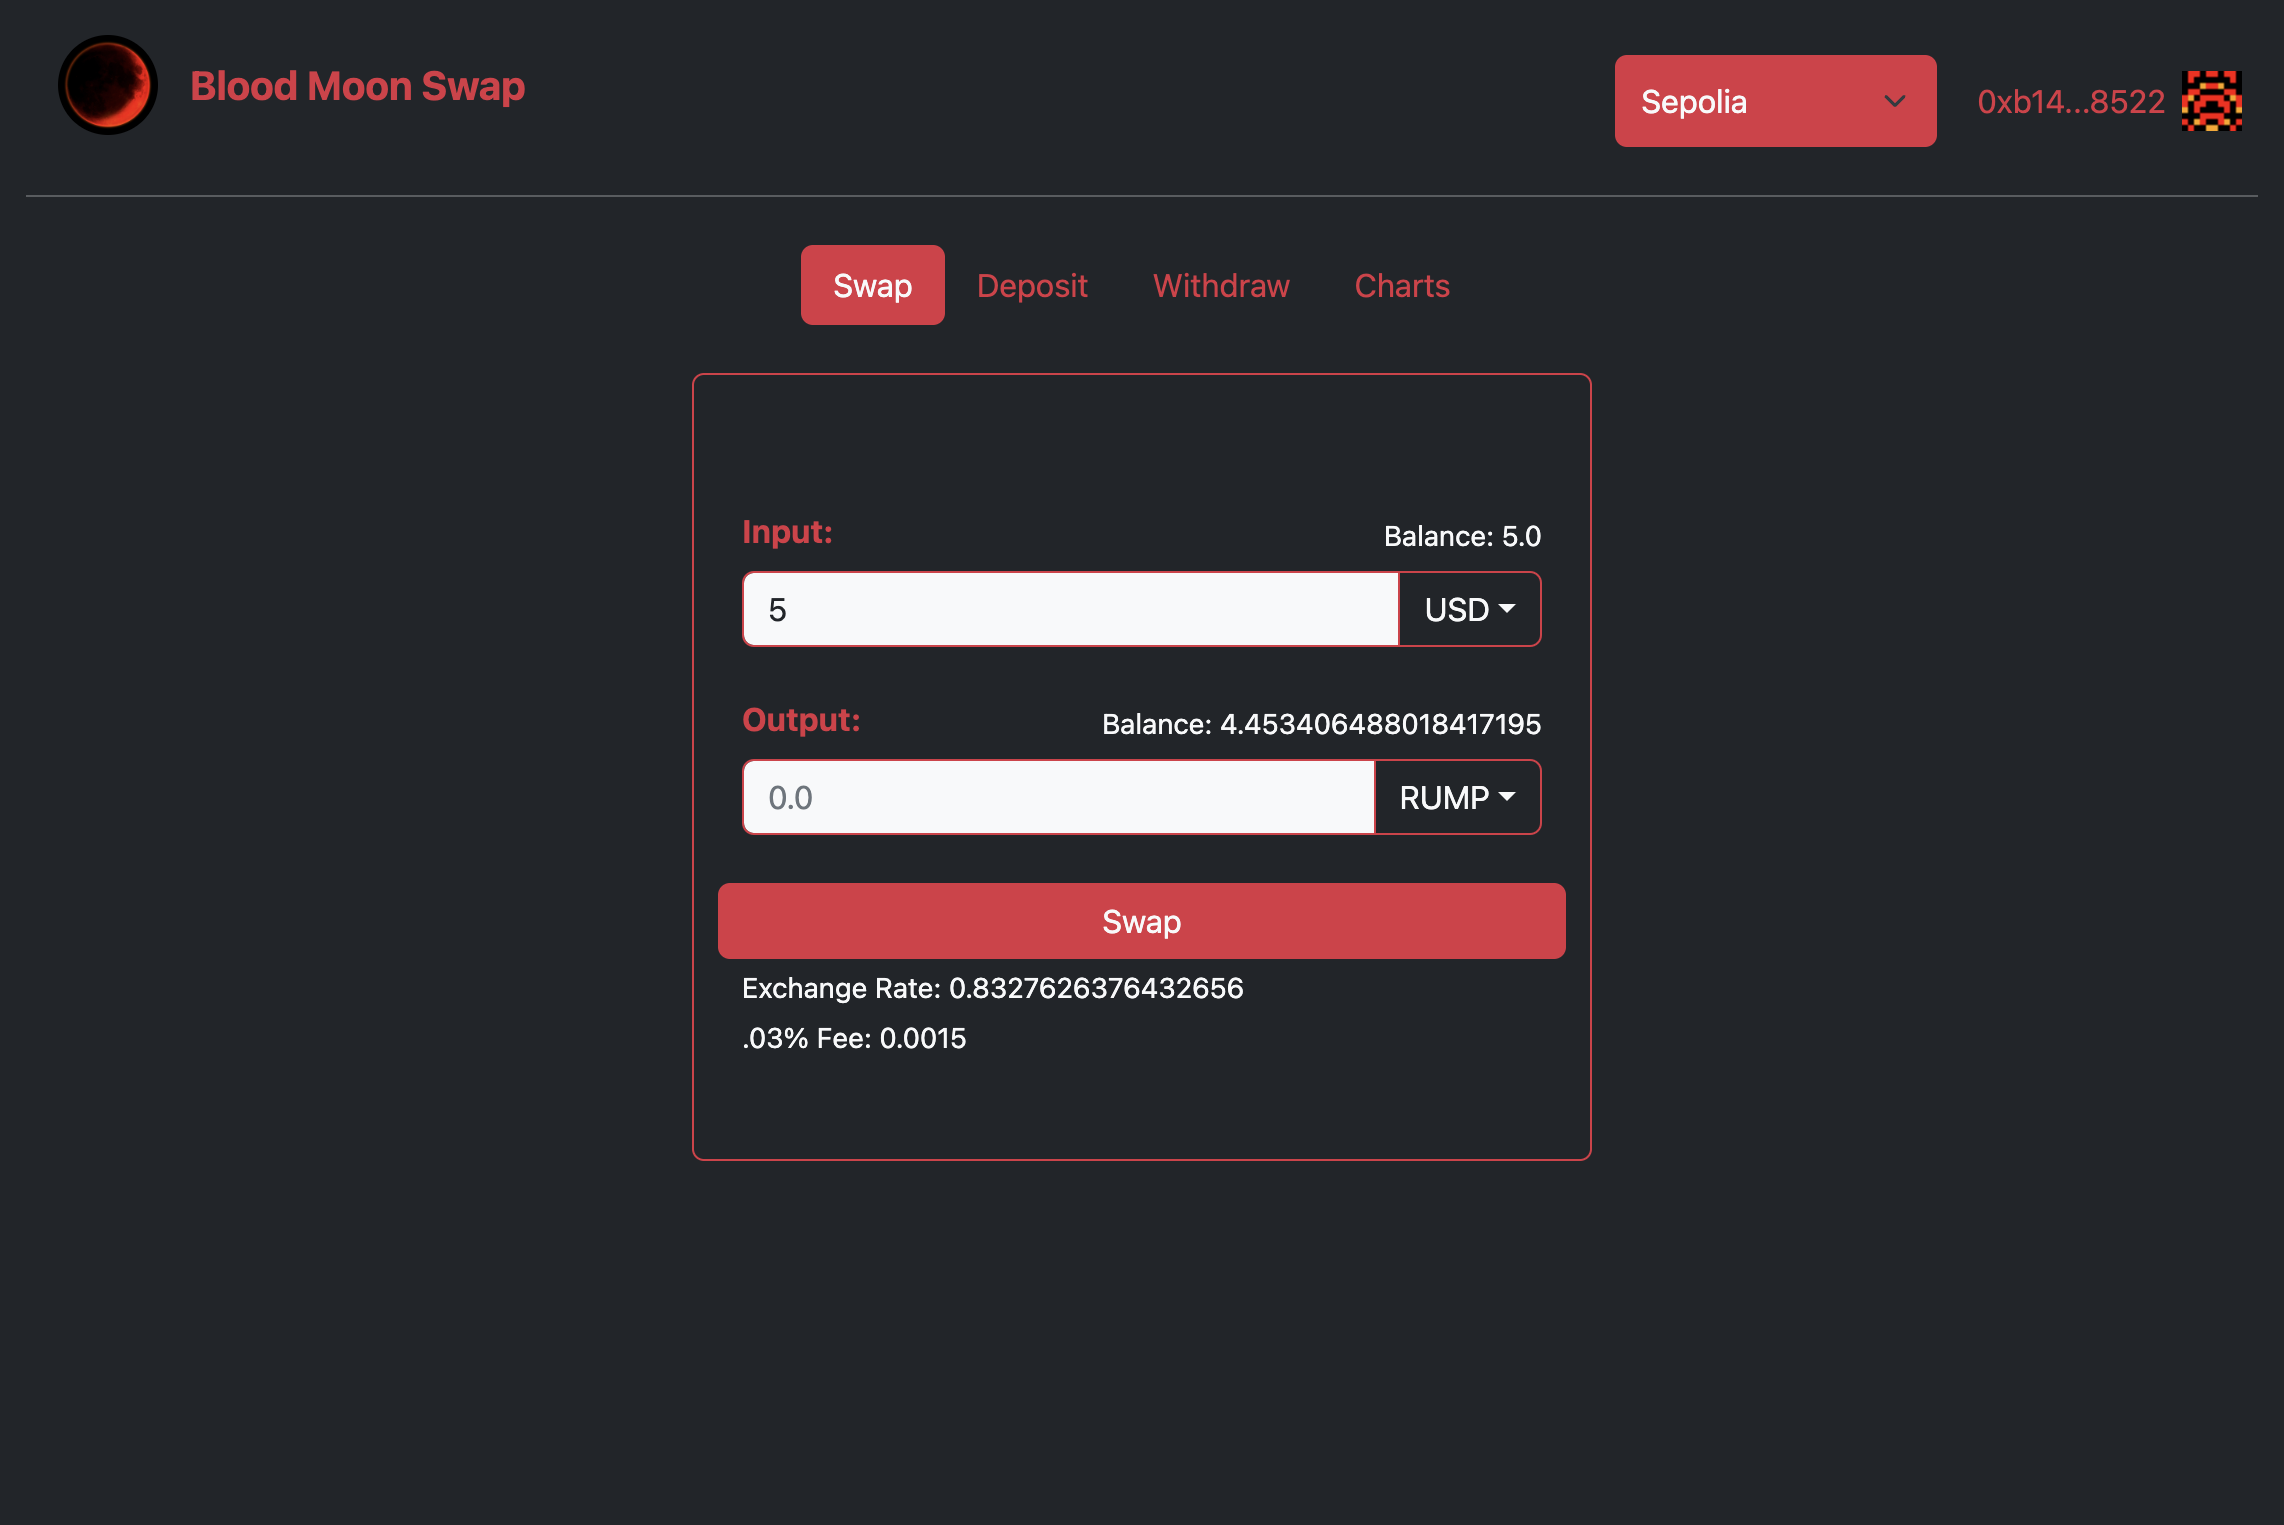 Blood Moon Swap
Sepolia
0xb14...8522
Swap
Deposit
Withdraw
Charts
Input:
Balance: 5.0
5
USD
Output:
Balance: 4.453406488018417195
0.0
RUMP
Swap
Exchange Rate: 0.8327626376432656
.03% Fee: 0.0015